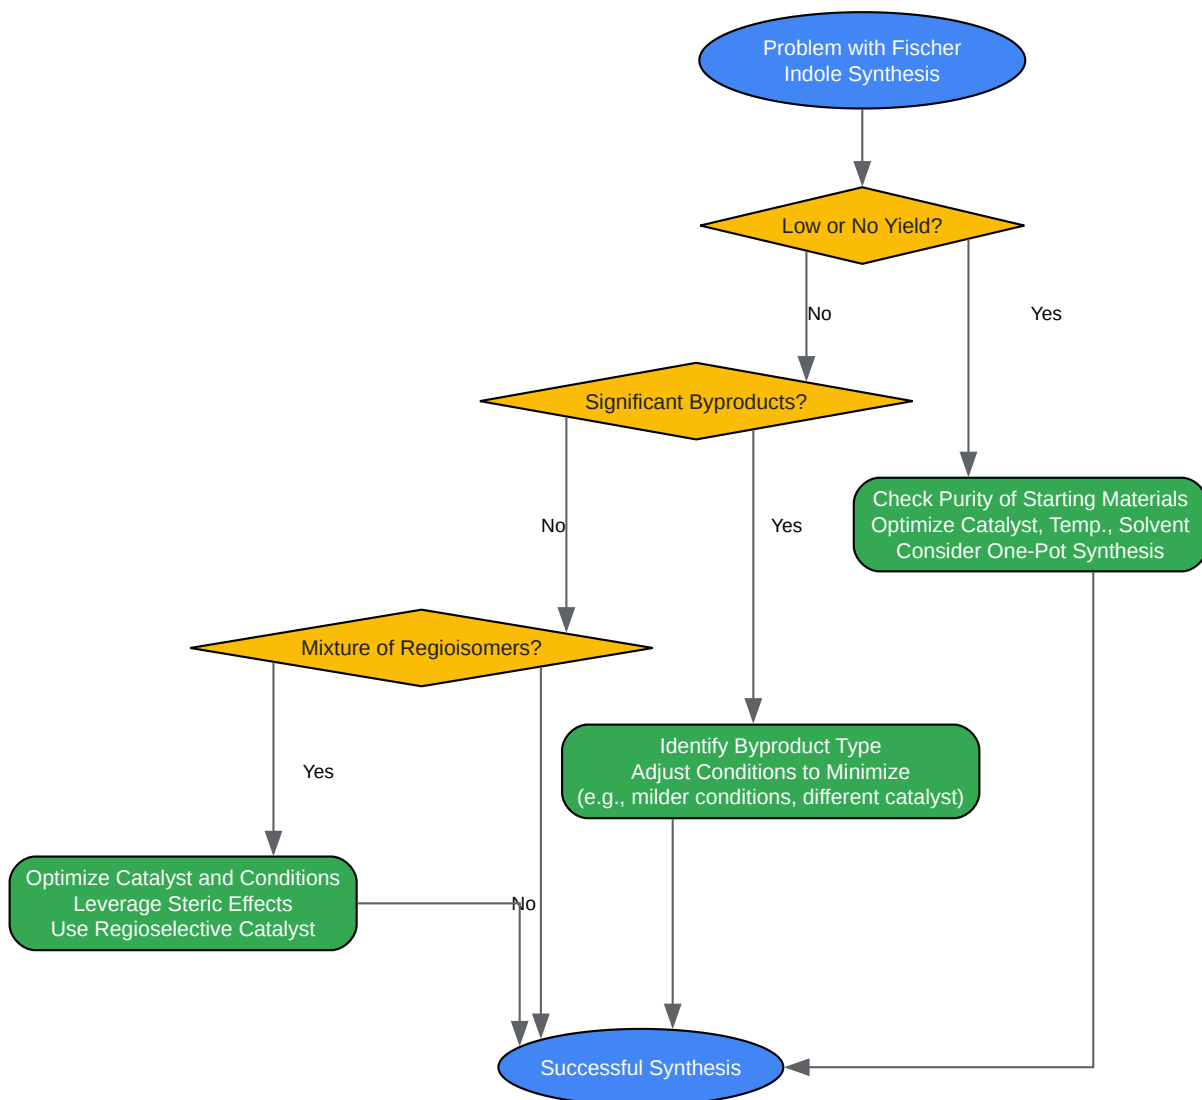 Problem with Fischer
Indole Synthesis
Low or No Yield?
No
Yes
Significant Byproducts?
Check Purity of Starting Materials
Optimize Catalyst, Temp., Solvent
Consider One-Pot Synthesis
No
Yes
Mixture of Regioisomers?
Identify Byproduct Type
Adjust Conditions to Minimize
(e.g., milder conditions, different catalyst)
Yes
Optimize Catalyst and Conditions
Leverage Steric Effects
Use Regioselective Catalyst
No
Successful Synthesis